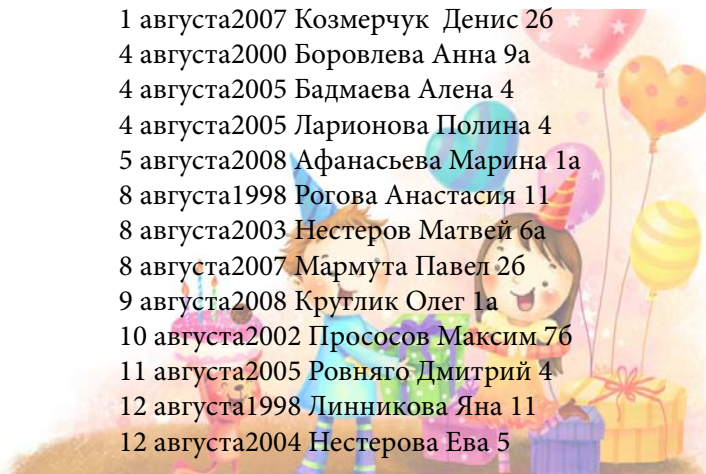 1 августа2007 Козмерчук Денис 2б
4 августа2000 Боровлева Анна 9а
4 августа2005 Бадмаева Алена 4
4 августа2005 Ларионова Полина 4
5 августа2008 Афанасьева Марина 1а
8 августа1998 Рогова Анастасия 11
8 августа2003 Нестеров Матвей 6а
8 августа2007 Мармута Павел 2б
9 августа2008 Круглик Олег 1а
10 августа2002 Прососов Максим 7б
11 августа2005 Ровняго Дмитрий 4
12 августа1998 Линникова Яна 11
12 августа2004 Нестерова Ева 5